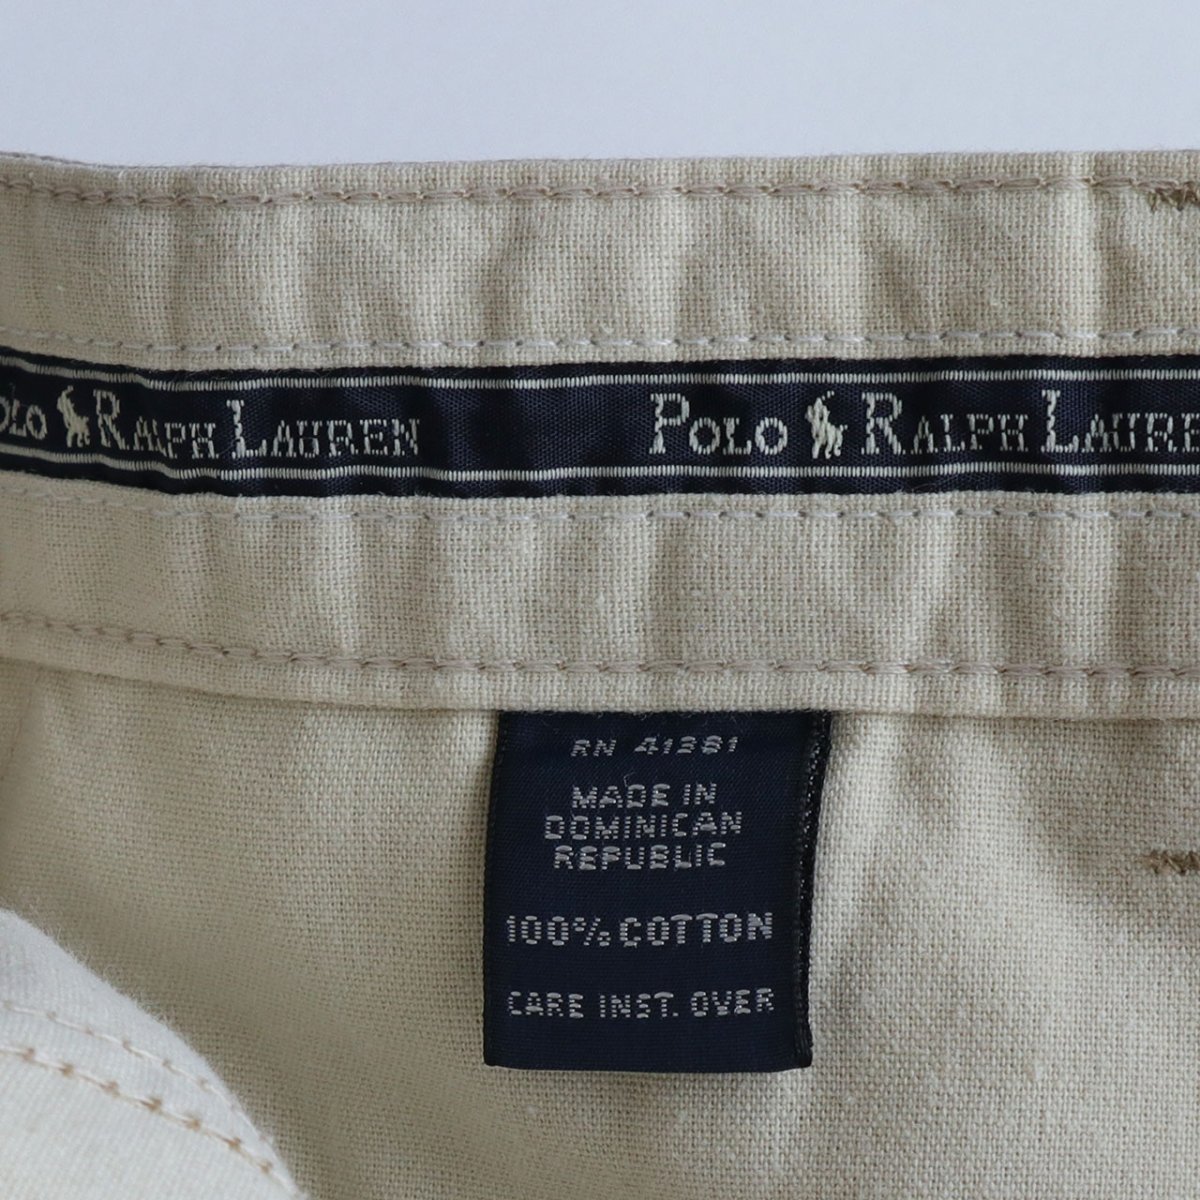 POLO RALPH LAUREN POLO RALPH LAURE
RN 41381
MADE IN
DOMINICAN
REPUBLIC
100% COTTON
CARE INST. OVER